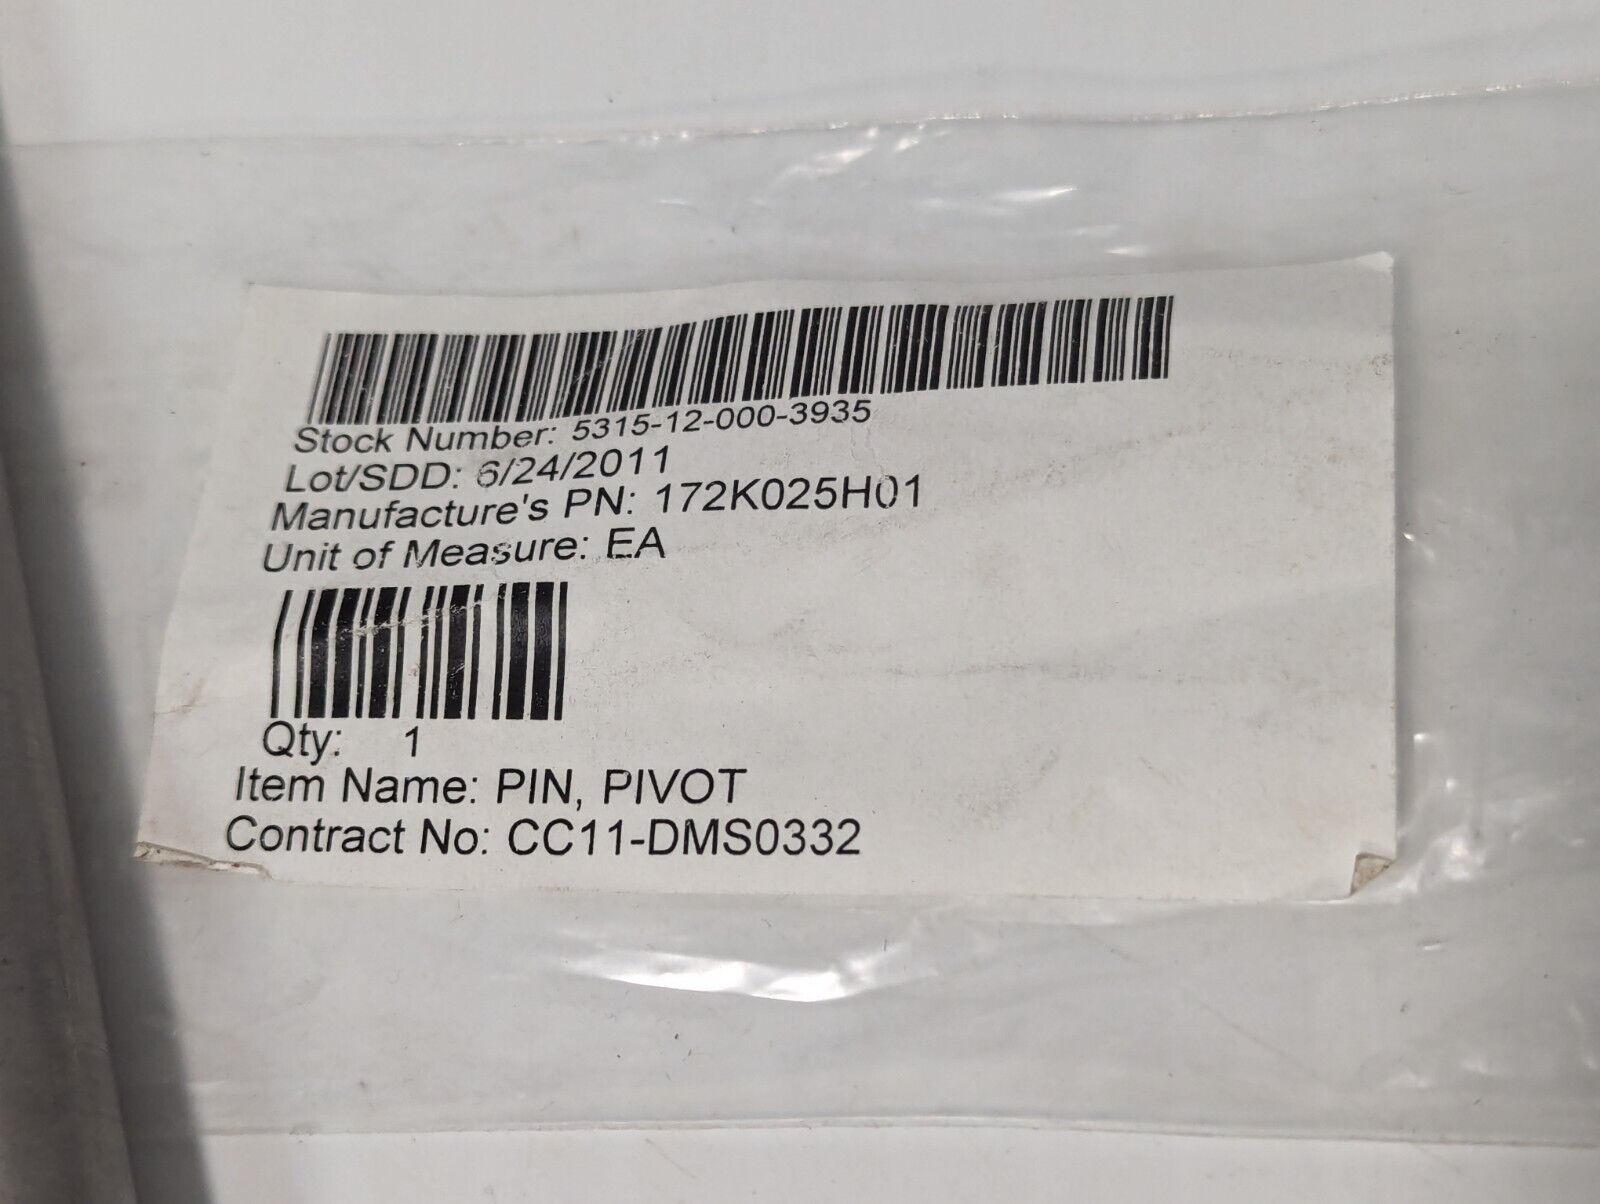 Stock Number: 5315-12-000-3935
Lot/SDD: 6/24/2011
Manufacture's PN: 172K025H01
Unit of Measure: EA
Qty: 1
Item Name: PIN, PIVOT
Contract No: CC11-DMS0332